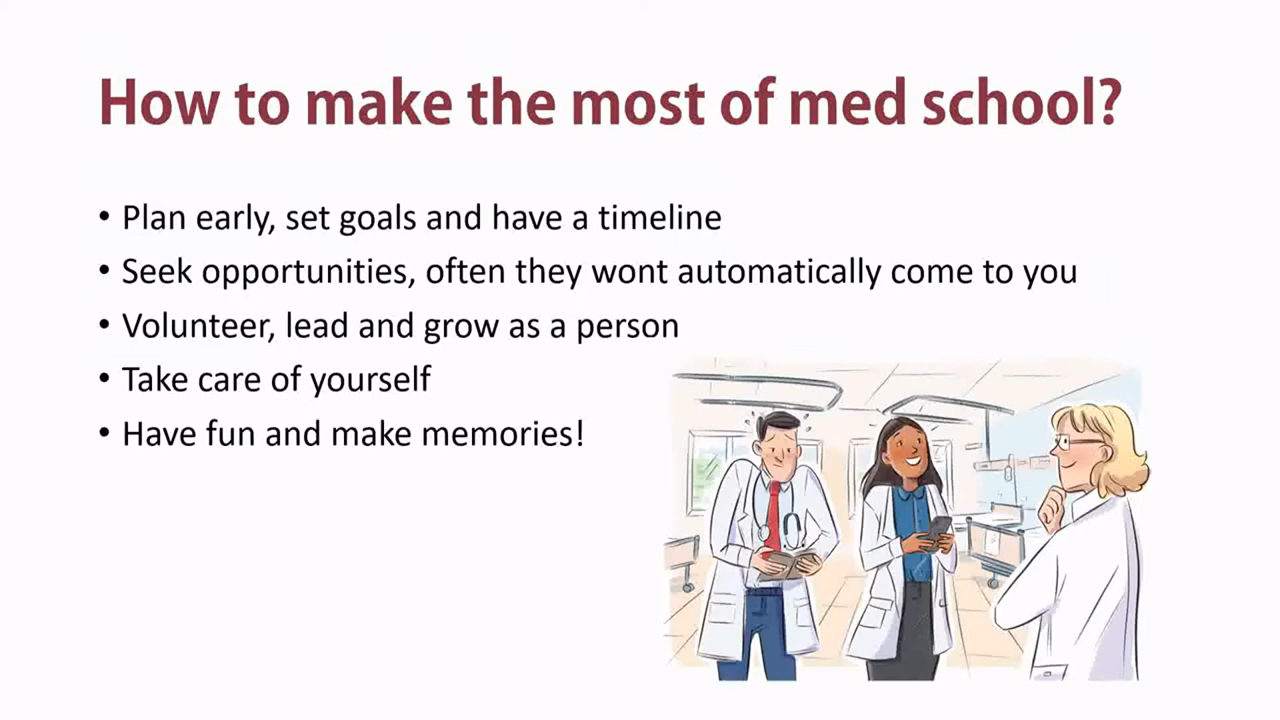 How to make the most of med school?
• Plan early, set goals and have a timeline
• Seek opportunities, often they wont automatically come to you
• Volunteer, lead and grow as a person
• Take care of yourself
• Have fun and make memories!